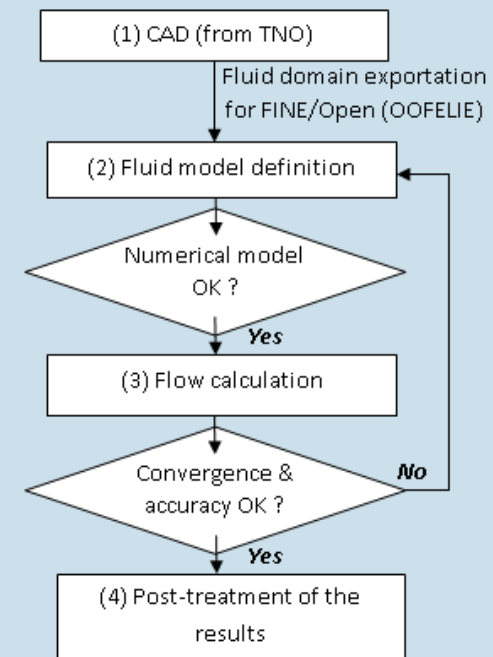 (1) CAD (from TNO)
Fluid domain exportation
for FINE/Open (OOFELIE)
(2) Fluid model definition
Numerical model
OK ?
Yes
(3) Flow calculation
Convergence &
accuracy OK ?
No
Yes
(4) Post-treatment of the
results